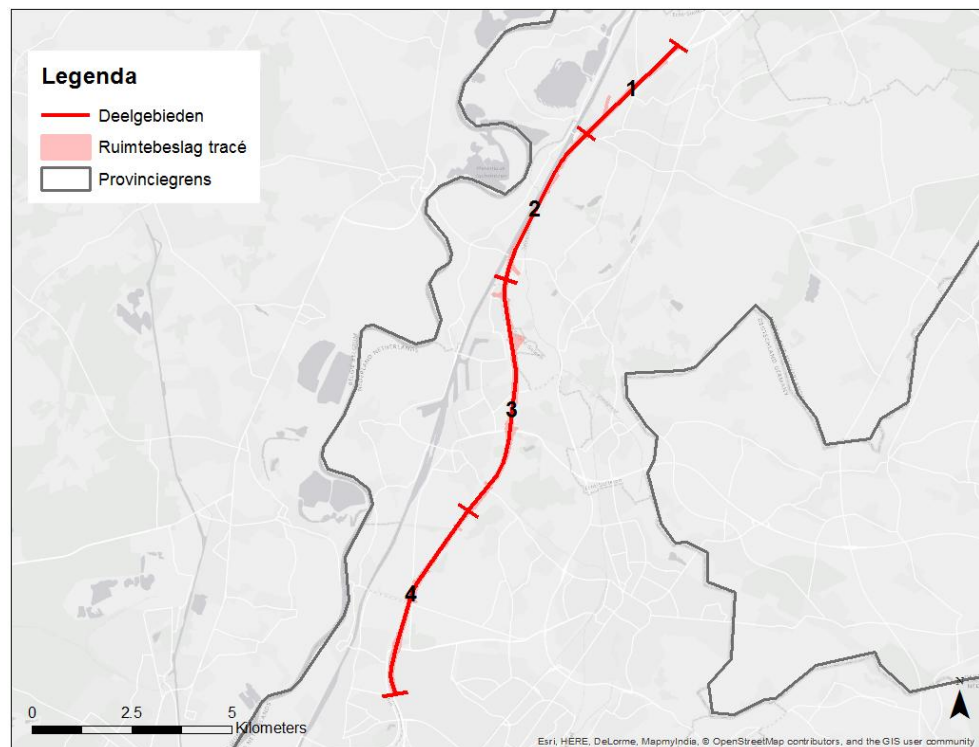 Legenda
Deelgebieden
Ruimtebeslag tracé
Provinciegrens
1
2
3
4
N
0 2.5 5
Kilometers
Esri, HERE, DeLorme, MapmyIndia, © OpenStreetMap contributors, and the GIS user community